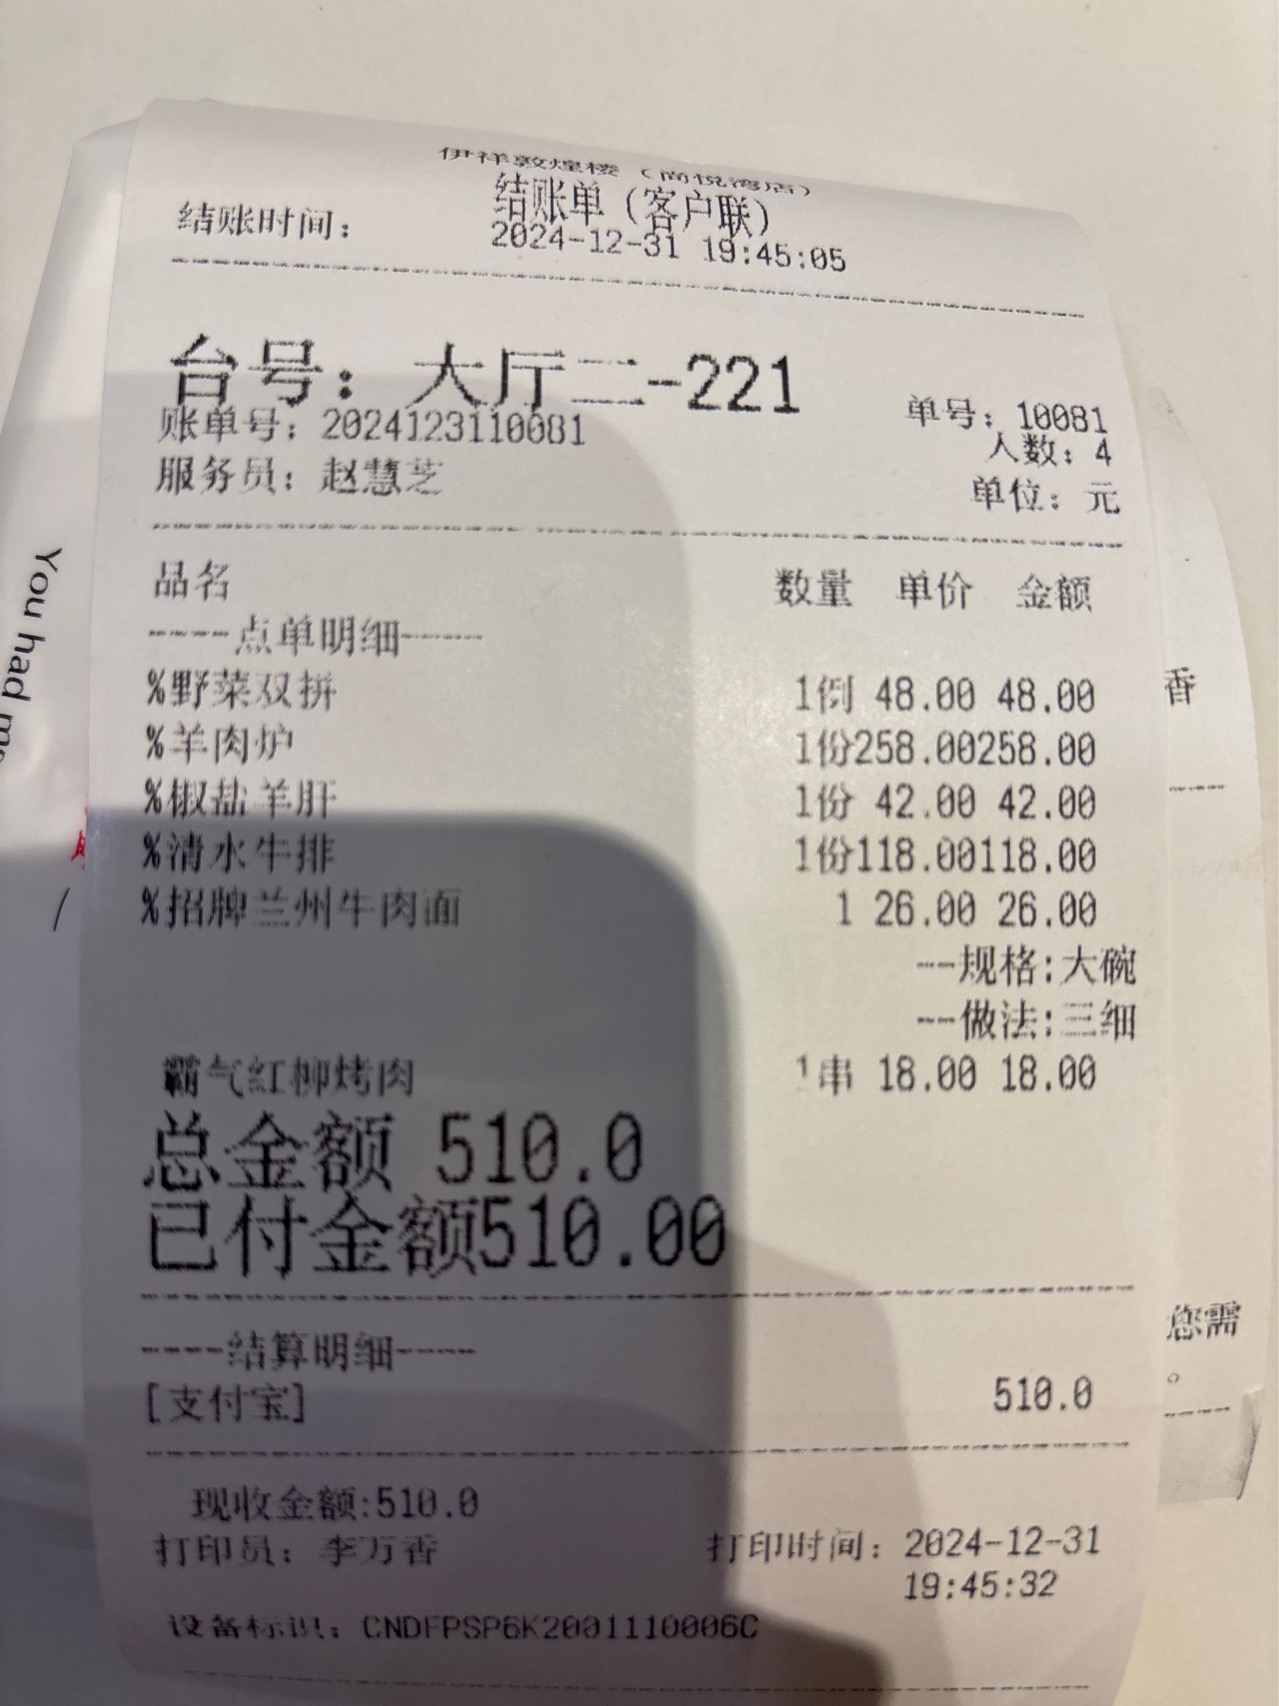 伊祥敦煌楼（尚悦湾店）
结账单（客户联）
结账时间： 2024-12-31 19:45:05
台号：大厅二-221
单号：10081
账单号：2024123110081
人数：4
服务员：赵慧芝
单位：元
品名 数量 单价 金额
----点单明细----
%野菜双拼 1例 48.00 48.00
%羊肉炉 1份258.00258.00
%椒盐羊肝 1份 42.00 42.00
%清水牛排 1份118.00118.00
%招牌兰州牛肉面 1 26.00 26.00
--规格:大碗
--做法:三细
霸气红柳烤肉 1串 18.00 18.00
总金额 510.0
已付金额510.00
----结算明细----
[支付宝] 510.0
现收金额:510.0
打印员：李万香 打印时间：2024-12-31
19:45:32
设备标识：CNDFPSP6K2001110006C
You had me
香
您需
。